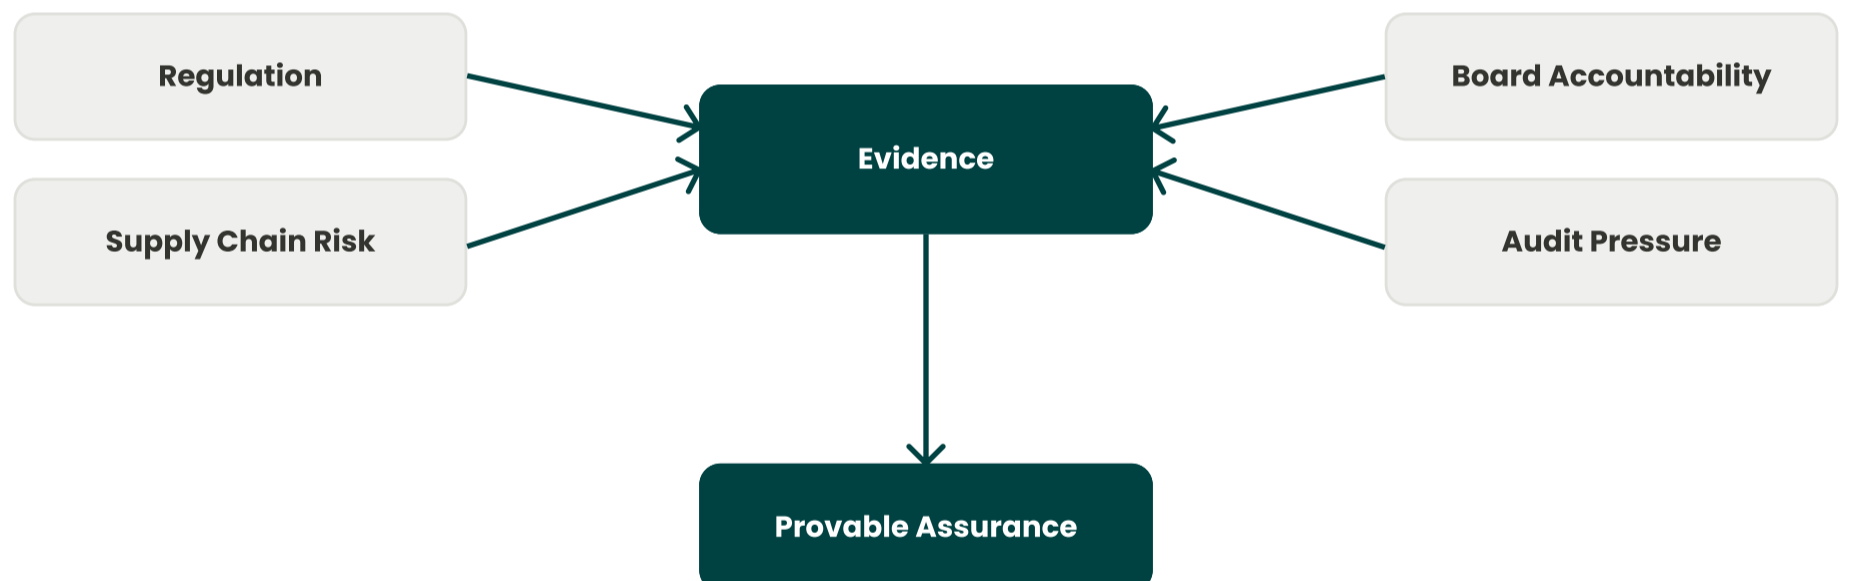 Regulation
Board Accountability
Evidence
Supply Chain Risk
Audit Pressure
Provable Assurance